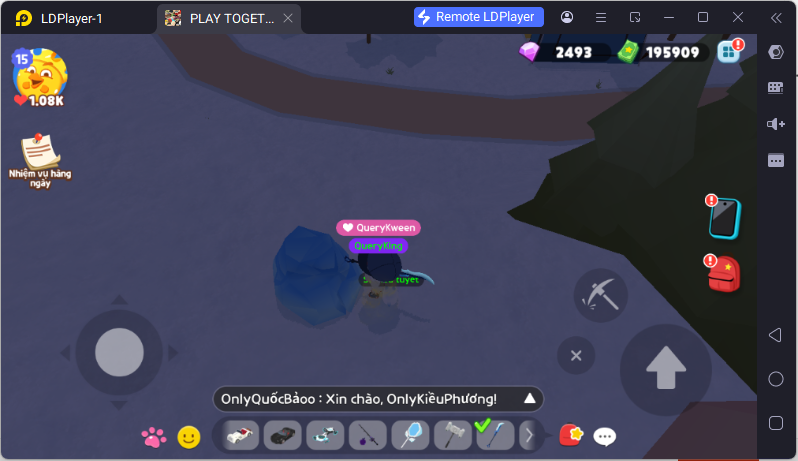 LDPlayer-1
PLAY TOGET...
Remote LDPlayer
15
1.08K
2493
195909
Nhiệm vụ hàng
ngày
QueryKween
QueryKing
tuyết
OnlyQuốcBảoo : Xin chào, OnlyKiềuPhương!